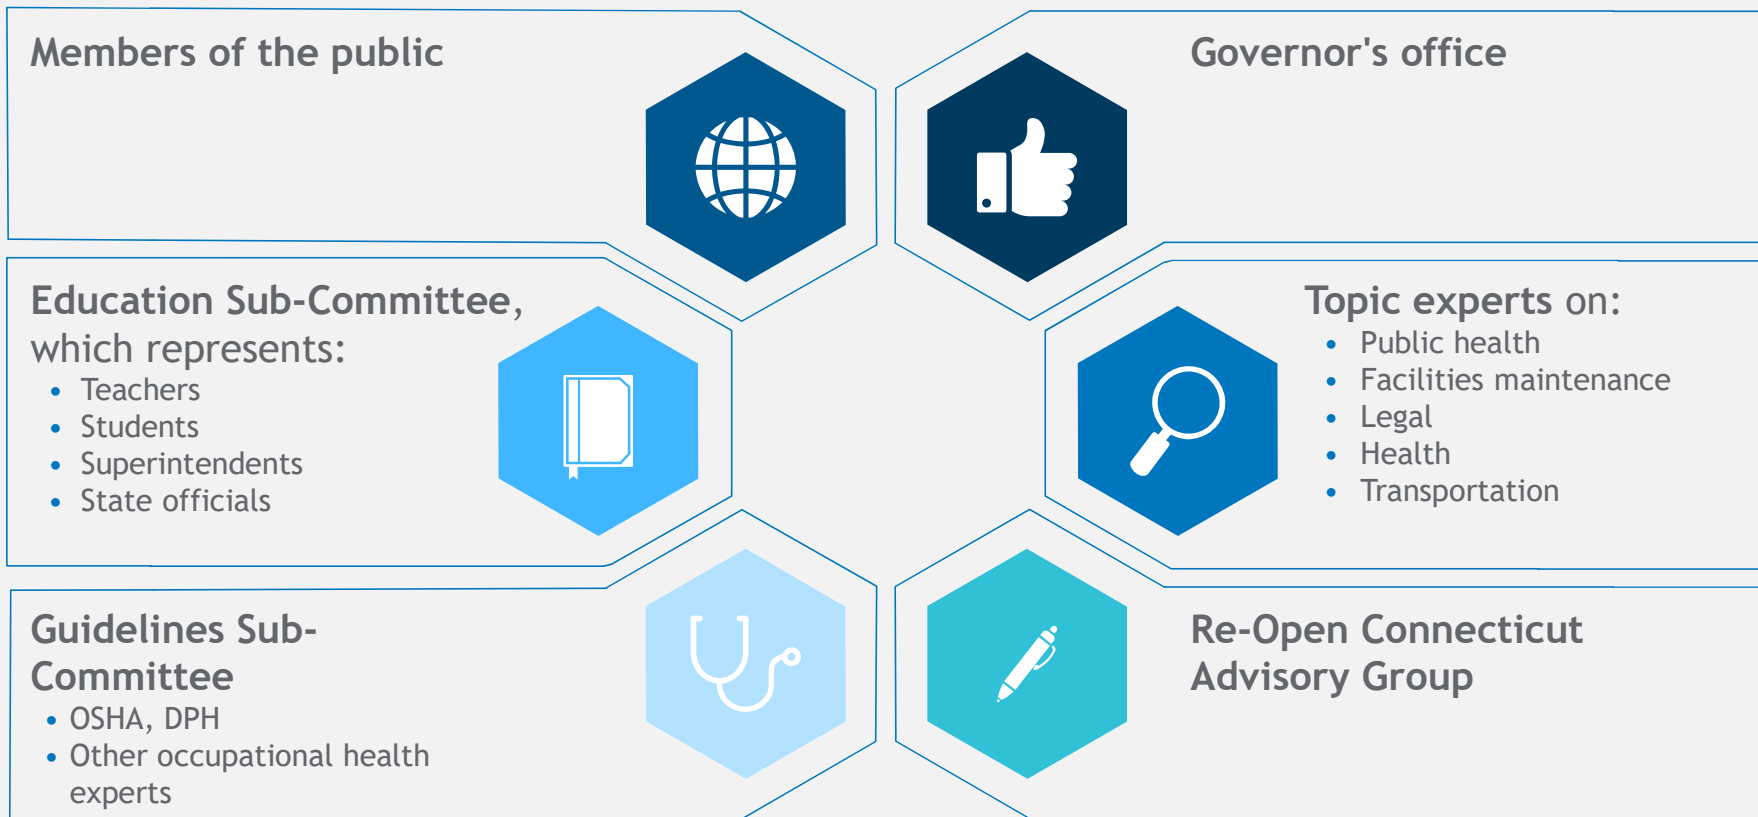 Members of the public
Governor's office
Education Sub-Committee,
which represents:
• Teachers
• Students
• Superintendents
• State officials
Topic experts on:
• Public health
• Facilities maintenance
• Legal
• Health
• Transportation
Guidelines Sub-
Committee
• OSHA, DPH
• Other occupational health
experts
Re-Open Connecticut
Advisory Group